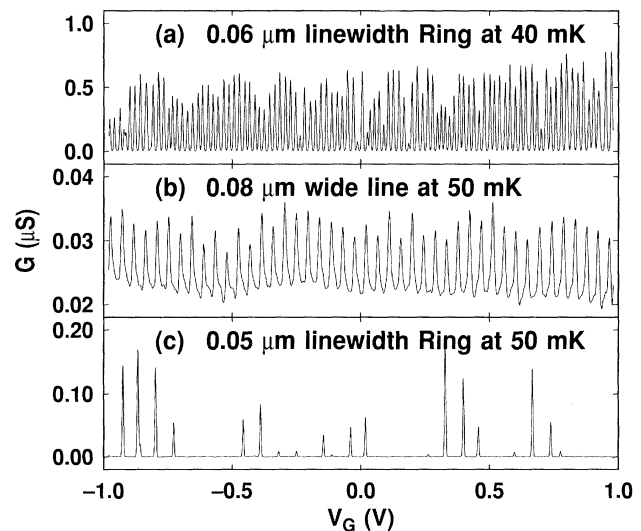 1.0
(a) 0.06 μm linewidth Ring at 40 mK
0.5
0.0
0.04
(b) 0.08 μm wide line at 50 mK
0.03
G (μS)
0.02
0.20
(c) 0.05 μm linewidth Ring at 50 mK
0.10
0.00
−1.0 −0.5 0.0 0.5 1.0
V_G (V)